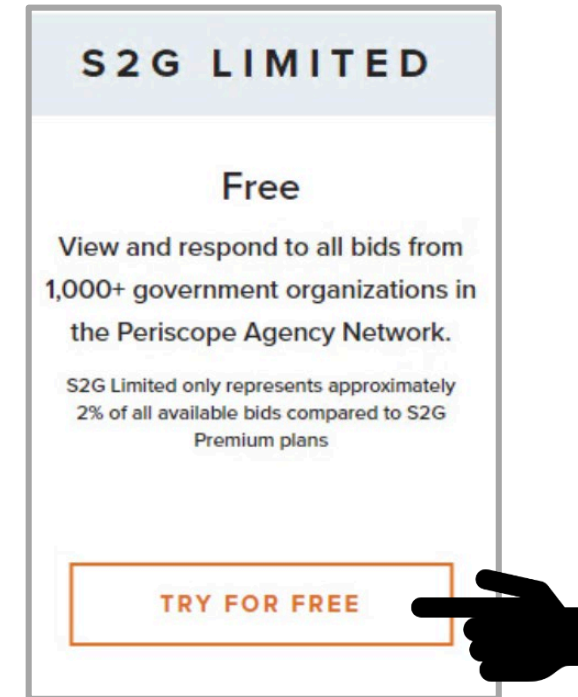 S2G LIMITED
Free
View and respond to all bids from
1,000+ government organizations in
the Periscope Agency Network.
S2G Limited only represents approximately
2% of all available bids compared to S2G
Premium plans
TRY FOR FREE